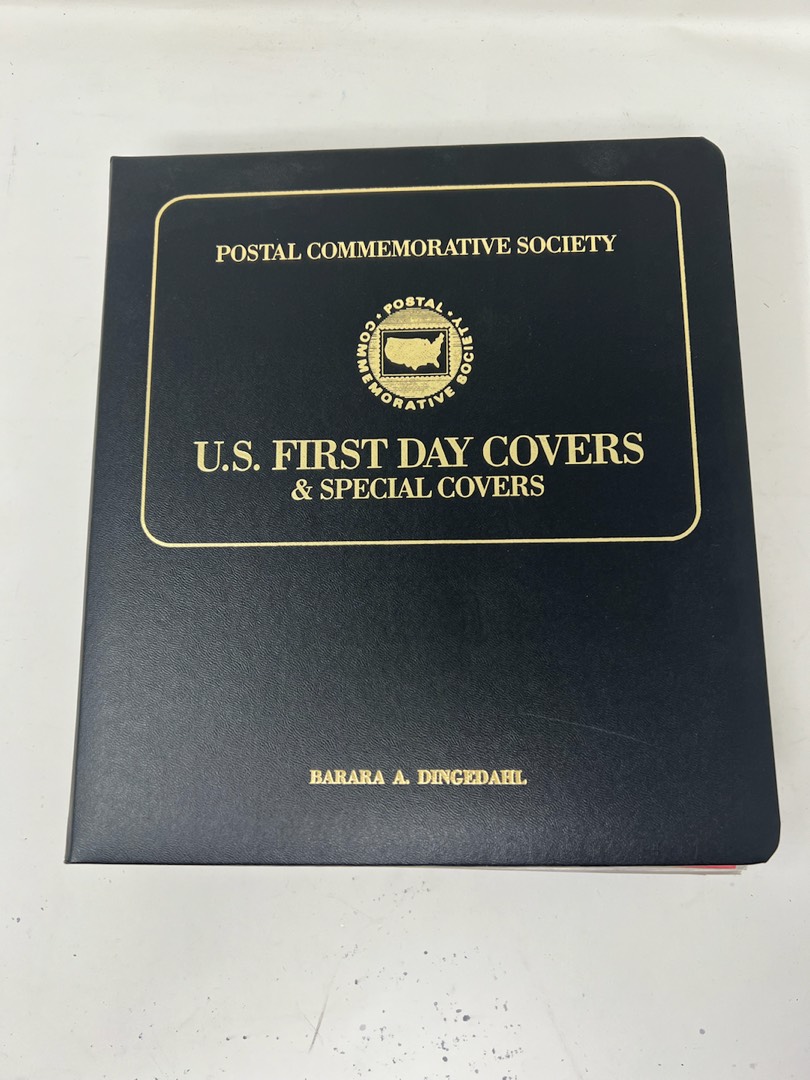 POSTAL COMMEMORATIVE SOCIETY
• POSTAL •
COMMEMORATIVE SOCIETY
U.S. FIRST DAY COVERS
& SPECIAL COVERS
BARARA A. DINGEDAHL